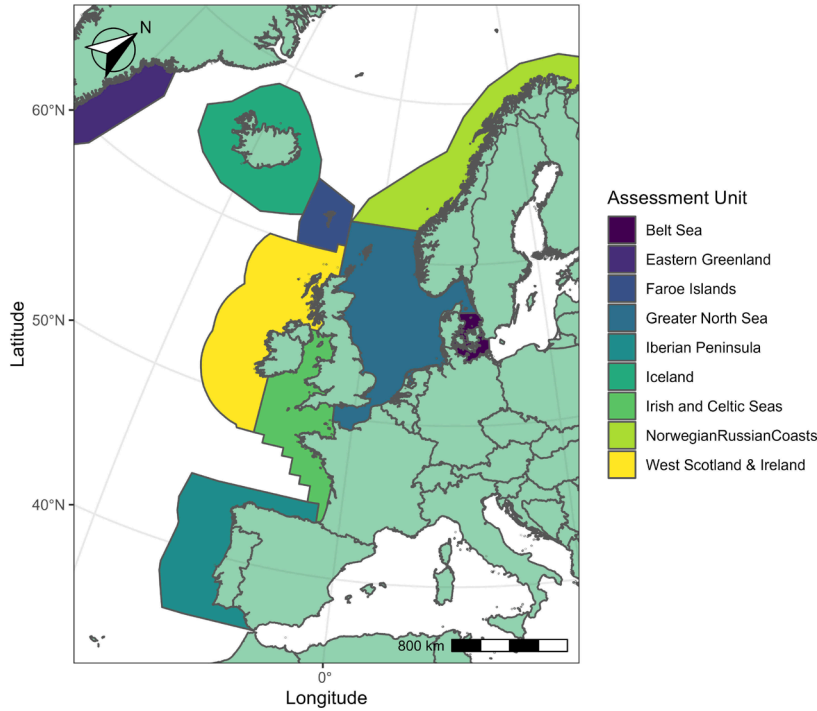 N
60°N
50°N
40°N
Latitude
800 km
0°
Longitude
Assessment Unit
Belt Sea
Eastern Greenland
Faroe Islands
Greater North Sea
Iberian Peninsula
Iceland
Irish and Celtic Seas
NorwegianRussianCoasts
West Scotland & Ireland